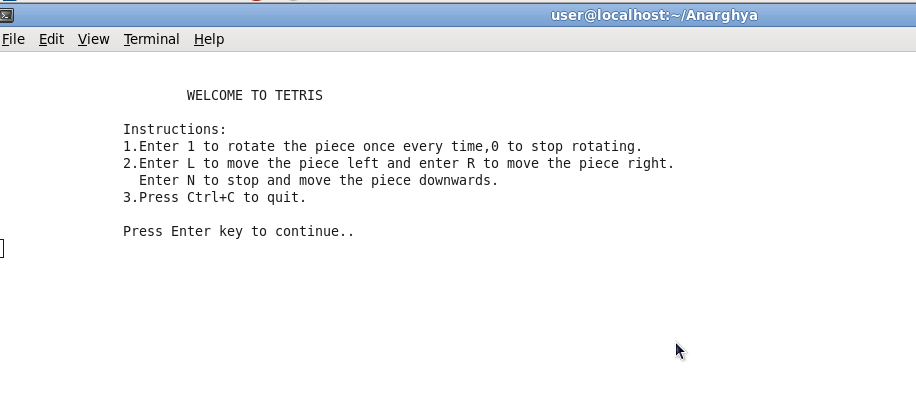 user@localhost:~/Anarghya
File Edit View Terminal Help
WELCOME TO TETRIS
Instructions:
1.Enter 1 to rotate the piece once every time,0 to stop rotating.
2.Enter L to move the piece left and enter R to move the piece right.
Enter N to stop and move the piece downwards.
3.Press Ctrl+C to quit.
Press Enter key to continue..